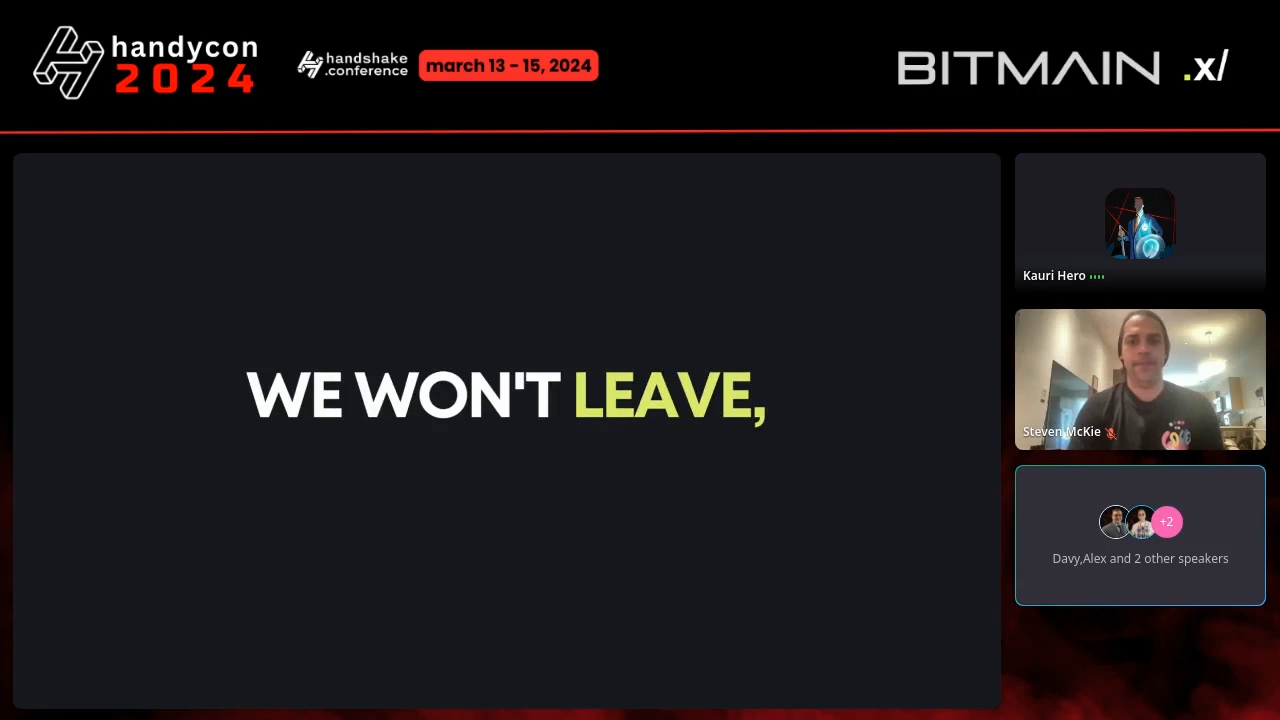 handycon
2024
handshake
.conference
march 13 - 15, 2024
BITMAIN
.x/
WE WON'T LEAVE,
Kauri Hero
Steven McKie
+2
Davy,Alex and 2 other speakers